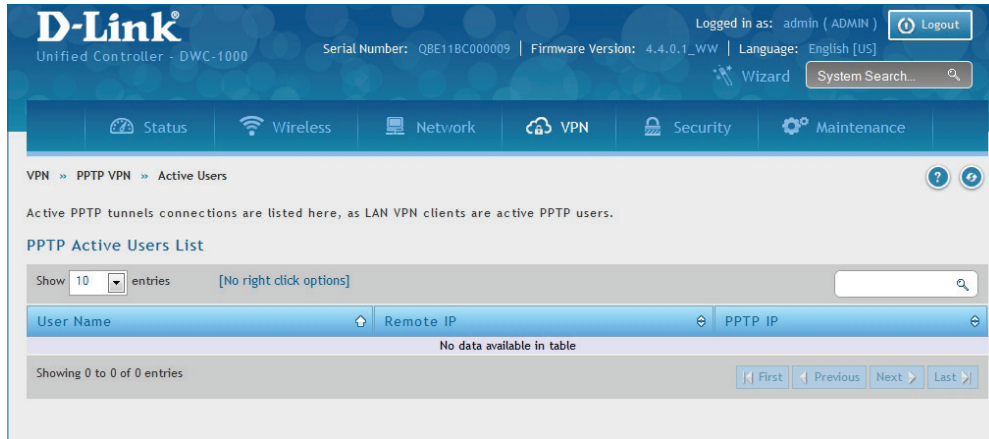 D-Link®
Unified Controller - DWC-1000
Logged in as: admin ( ADMIN ) Logout
Serial Number: QBE11BC000009 | Firmware Version: 4.4.0.1_WW | Language: English [US]
Wizard System Search...
Status Wireless Network VPN Security Maintenance
VPN » PPTP VPN » Active Users
Active PPTP tunnels connections are listed here, as LAN VPN clients are active PPTP users.
PPTP Active Users List
Show 10 entries [No right click options]
User Name Remote IP PPTP IP
No data available in table
Showing 0 to 0 of 0 entries
First Previous Next Last